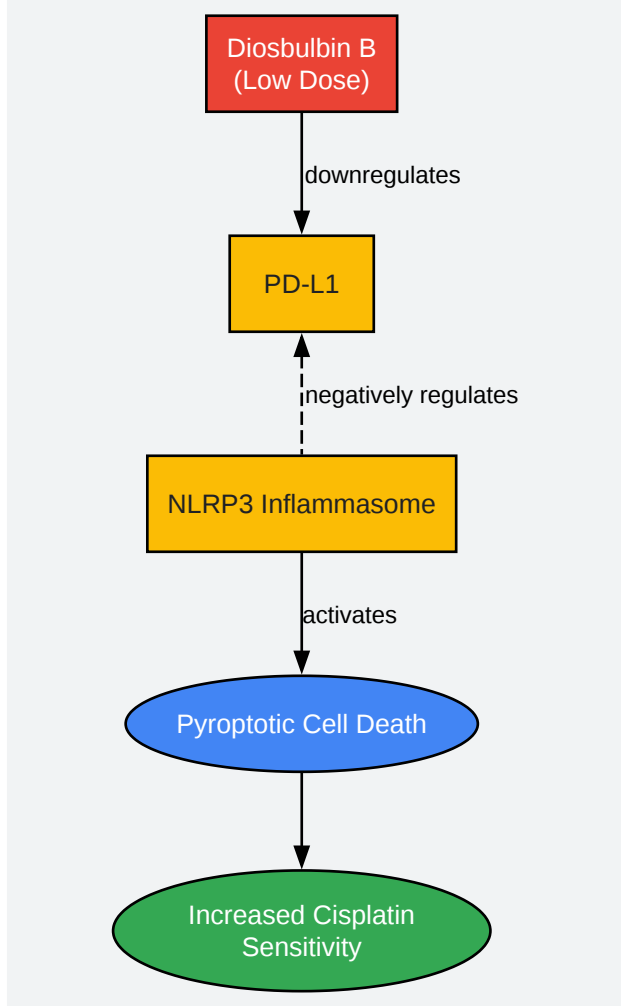 Diosbulbin B
(Low Dose)
downregulates
PD-L1
negatively regulates
NLRP3 Inflammasome
activates
Pyroptotic Cell Death
Increased Cisplatin
Sensitivity